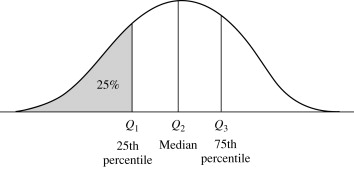 25%
Q1 Q2 Q3
25th Median 75th
percentile percentile